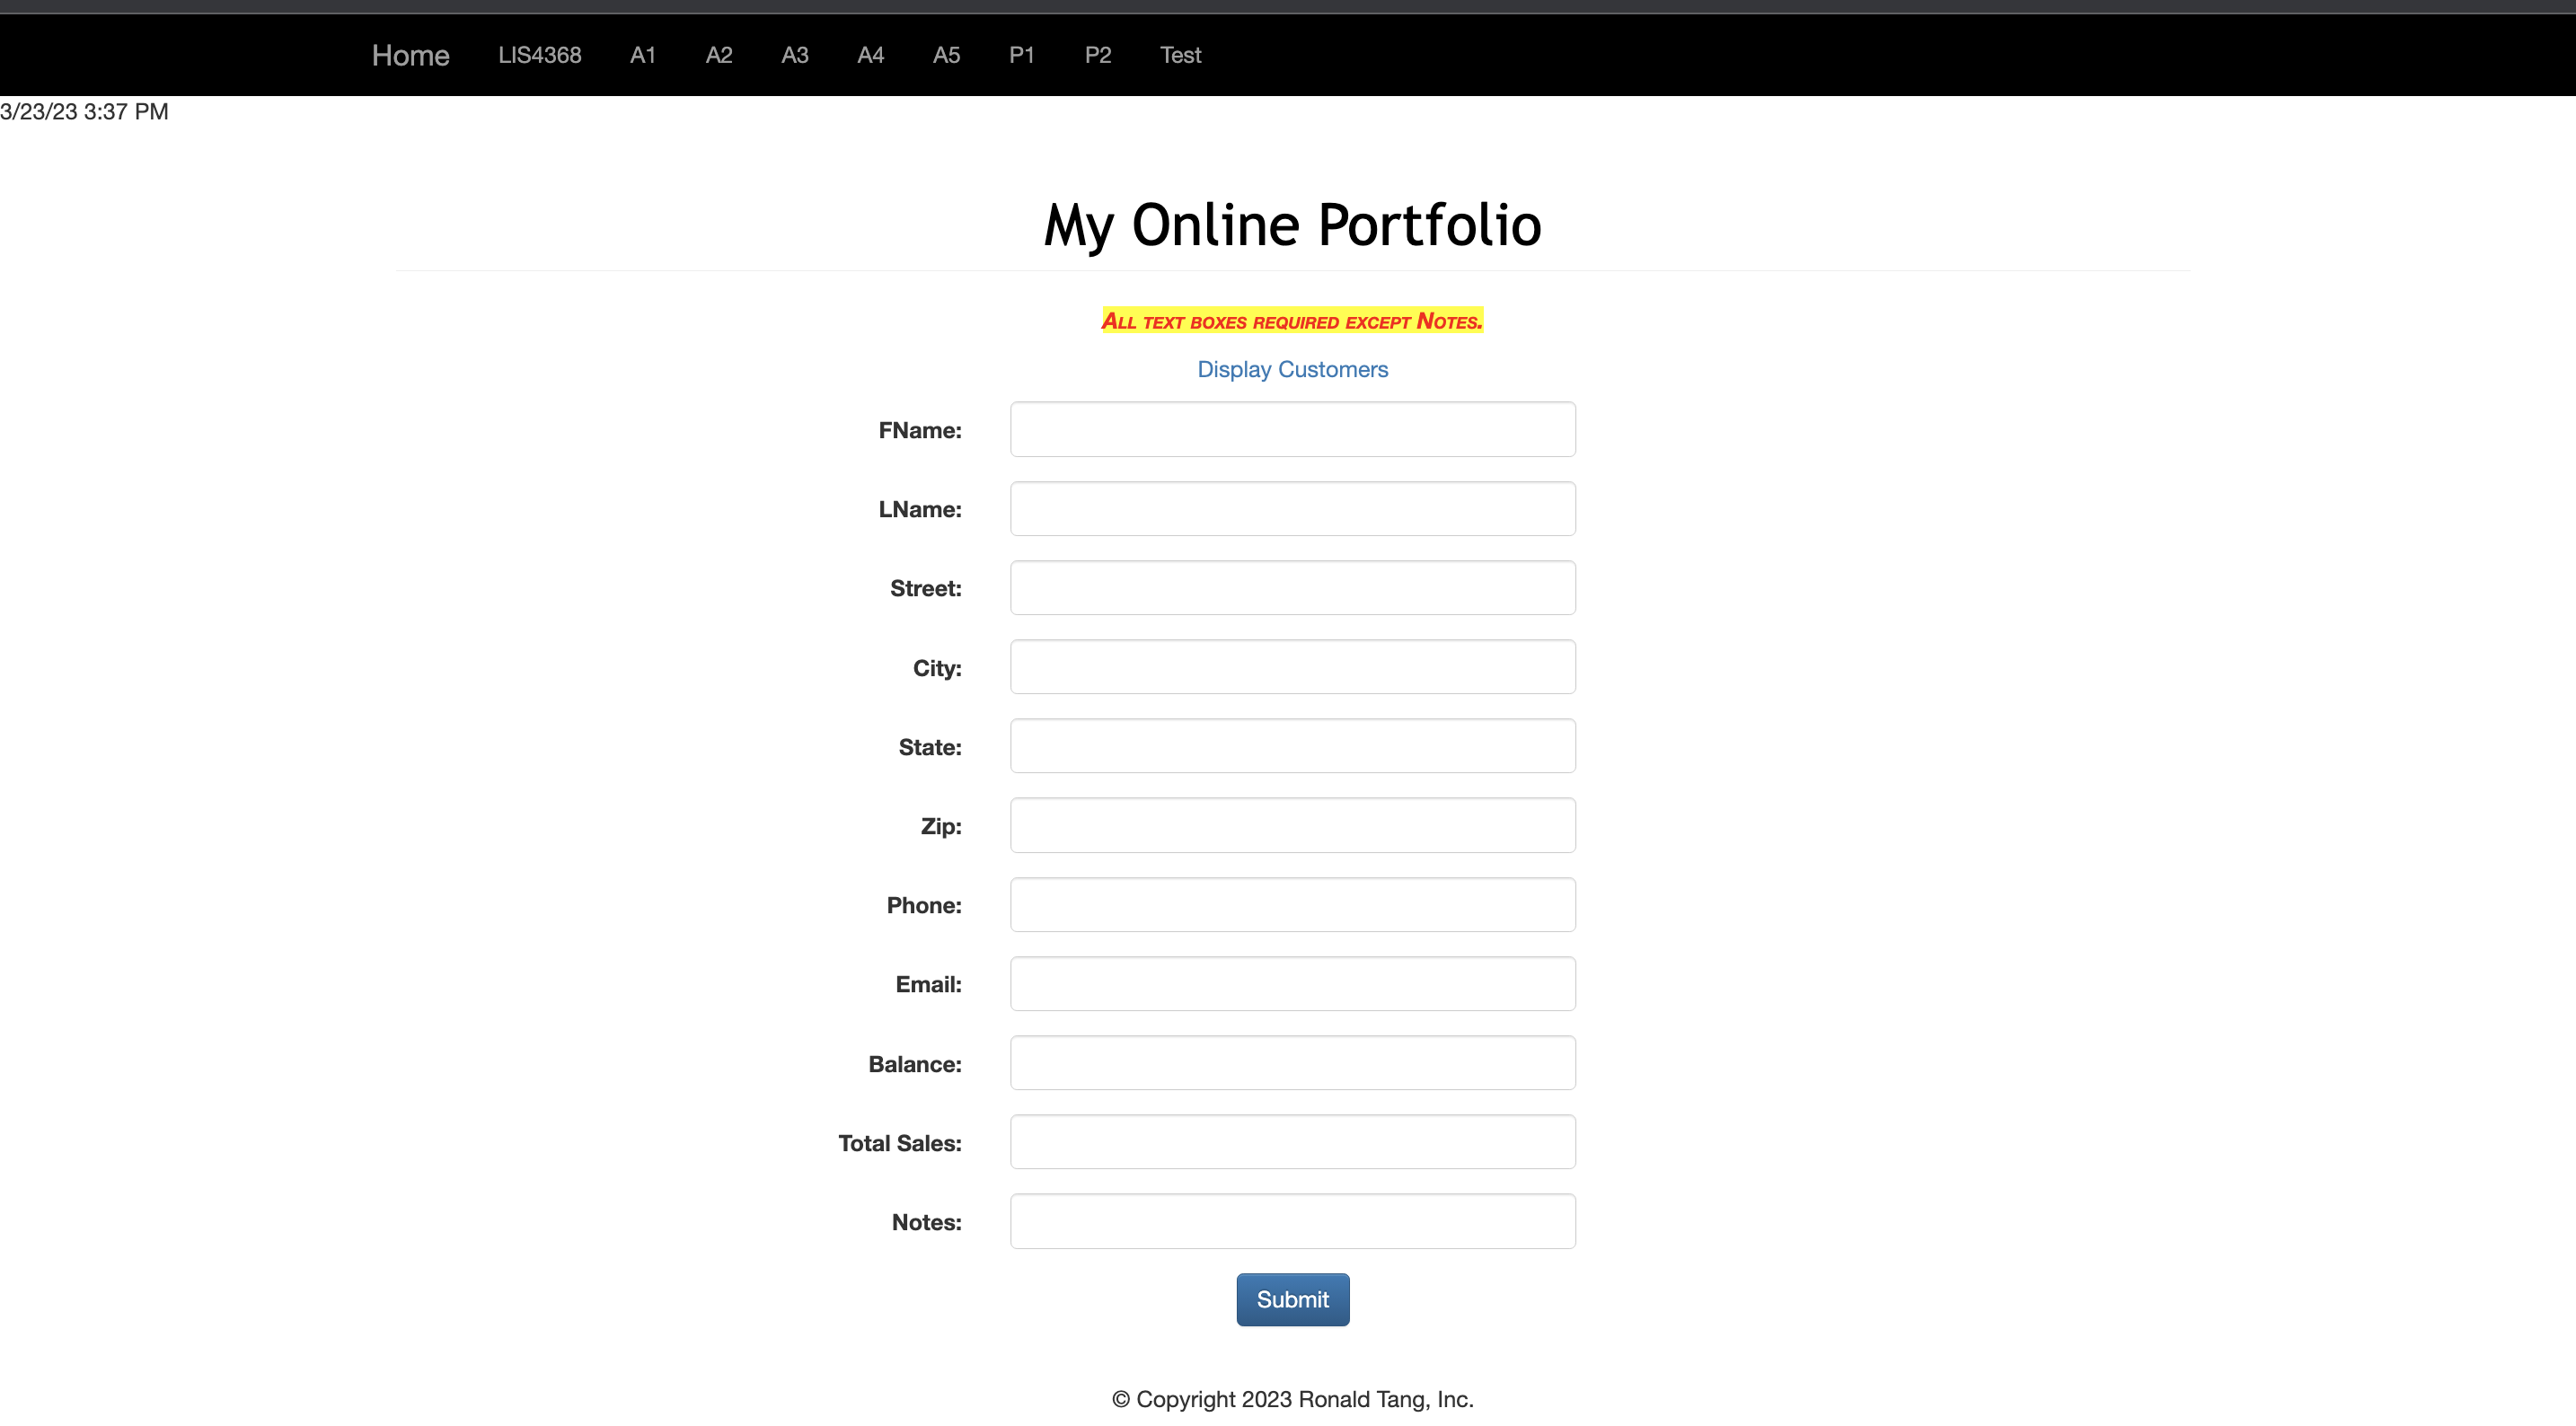 Home LIS4368 A1 A2 A3 A4 A5 P1 P2 Test
3/23/23 3:37 PM
My Online Portfolio
All text boxes required except Notes.
Display Customers
FName:
LName:
Street:
City:
State:
Zip:
Phone:
Email:
Balance:
Total Sales:
Notes:
Submit
© Copyright 2023 Ronald Tang, Inc.